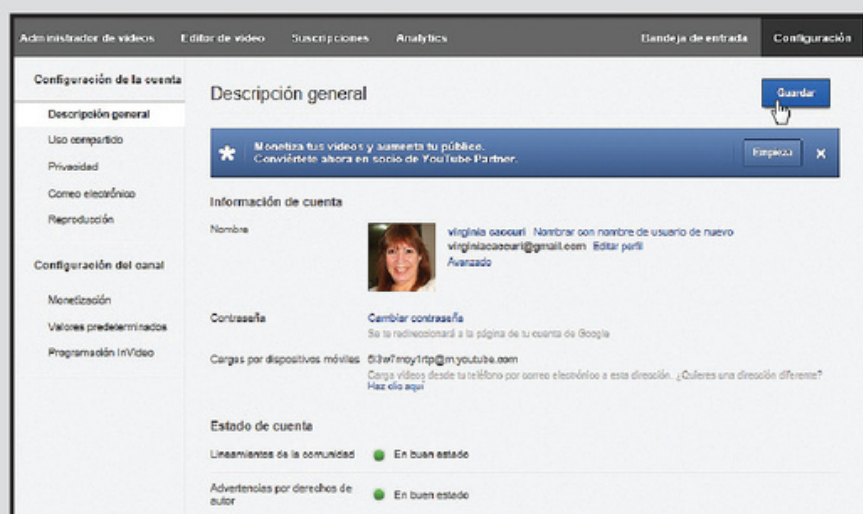 Administrador de videos Editor de video Suscripciones Analytics Bandeja de entrada Configuración
Configuración de la cuenta
Descripción general
Uso compartido
Privacidad
Correo electrónico
Reproducción
Configuración del canal
Monetización
Valores predeterminados
Programación InVideo
Descripción general
Guardar
Monetiza tus videos y aumenta tu público.
Conviértete ahora en socio de YouTube Partner.
Empieza x
Información de cuenta
Nombre
virginia caccuri Nombrar con nombre de usuario de nuevo
virginiacaccuri@gmail.com Editar perfil
Avanzado
Contraseña Cambiar contraseña
Se te redireccionará a la página de tu cuenta de Google
Cargas por dispositivos móviles
Carga videos desde tu teléfono por correo electrónico a esta dirección. ¿Quieres una dirección diferente?
Haz clic aquí
Estado de cuenta
Lineamientos de la comunidad En buen estado
Advertencias por derechos de
autor En buen estado